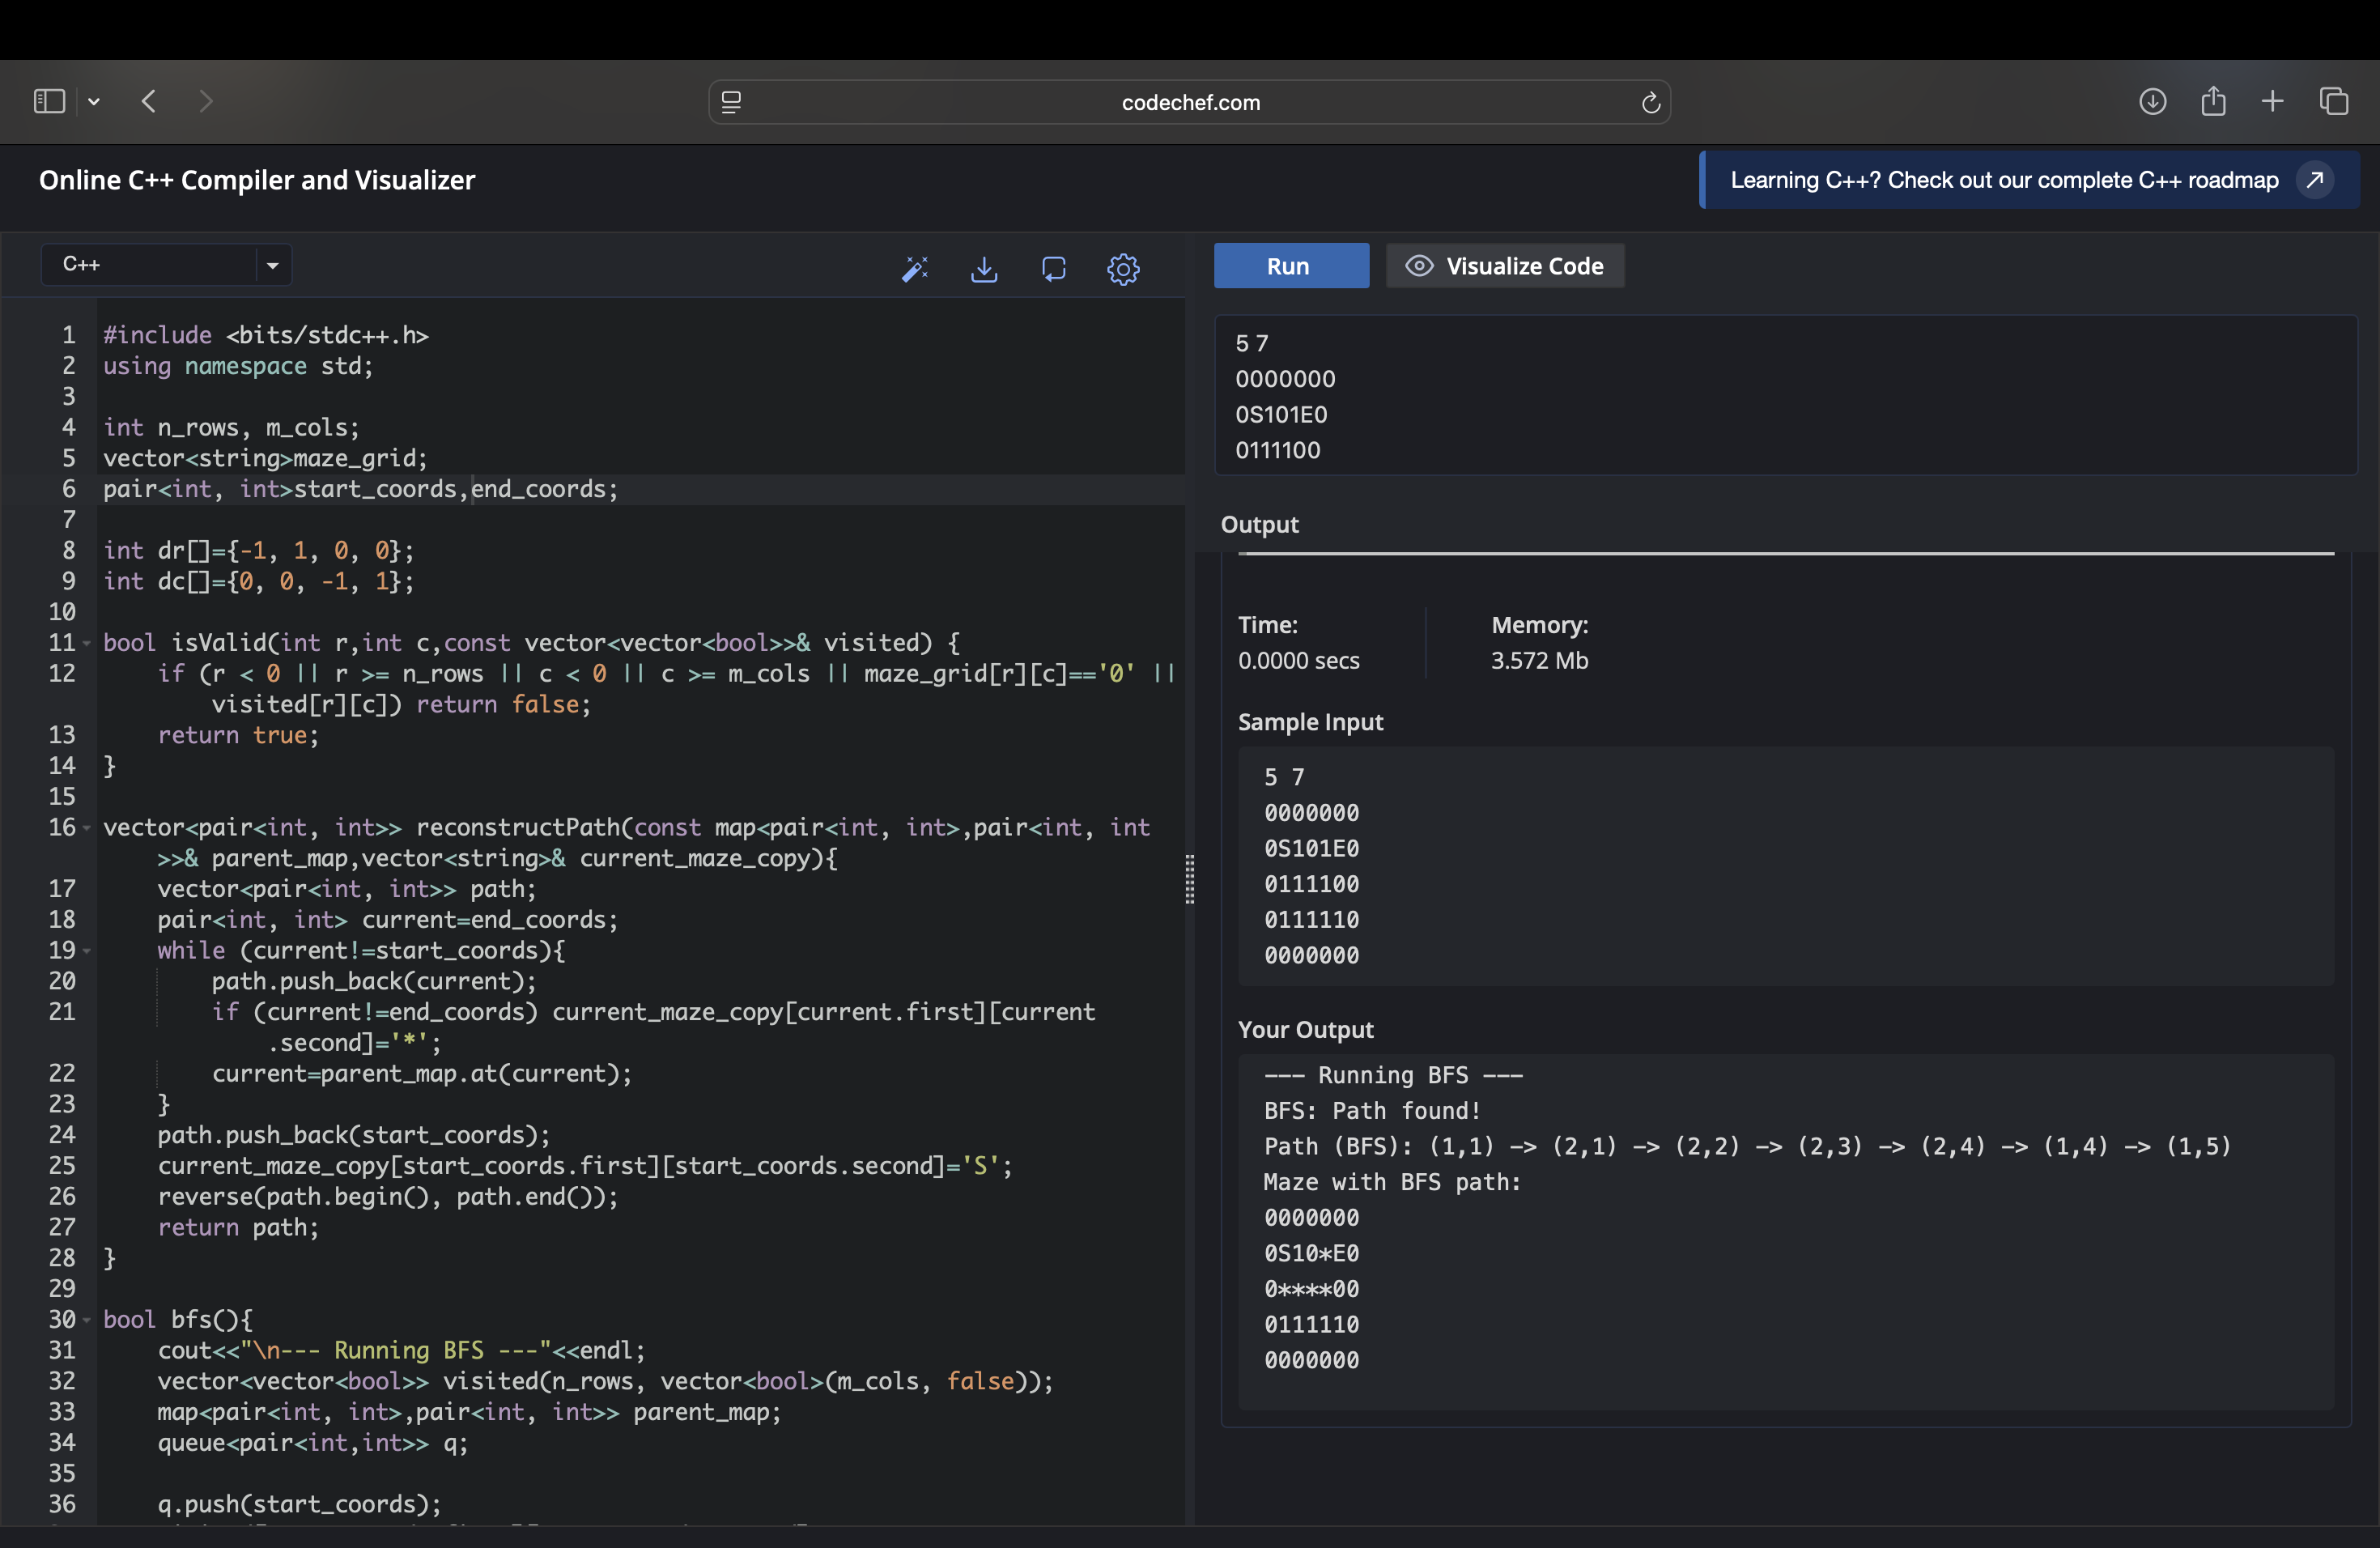 codechef.com
Online C++ Compiler and Visualizer
Learning C++? Check out our complete C++ roadmap
C++
1 #include <bits/stdc++.h>
2 using namespace std;
3
4 int n_rows, m_cols;
5 vector<string>maze_grid;
6 pair<int, int>start_coords,end_coords;
7
8 int dr[]={-1, 1, 0, 0};
9 int dc[]={0, 0, -1, 1};
10
11 bool isValid(int r,int c,const vector<vector<bool>>& visited) {
12     if (r < 0 || r >= n_rows || c < 0 || c >= m_cols || maze_grid[r][c]=='0' ||
        visited[r][c]) return false;
13     return true;
14 }
15
16 vector<pair<int, int>> reconstructPath(const map<pair<int, int>,pair<int, int
    >>& parent_map,vector<string>& current_maze_copy){
17     vector<pair<int, int>> path;
18     pair<int, int> current=end_coords;
19     while (current!=start_coords){
20         path.push_back(current);
21         if (current!=end_coords) current_maze_copy[current.first][current
            .second]='*';
22         current=parent_map.at(current);
23     }
24     path.push_back(start_coords);
25     current_maze_copy[start_coords.first][start_coords.second]='S';
26     reverse(path.begin(), path.end());
27     return path;
28 }
29
30 bool bfs(){
31     cout<<"\n--- Running BFS ---"<<endl;
32     vector<vector<bool>> visited(n_rows, vector<bool>(m_cols, false));
33     map<pair<int, int>,pair<int, int>> parent_map;
34     queue<pair<int,int>> q;
35
36     q.push(start_coords);
Run
Visualize Code
5 7
0000000
0S101E0
0111100
Output
Time:
0.0000 secs
Memory:
3.572 Mb
Sample Input
5 7
0000000
0S101E0
0111100
0111110
0000000
Your Output
--- Running BFS ---
BFS: Path found!
Path (BFS): (1,1) -> (2,1) -> (2,2) -> (2,3) -> (2,4) -> (1,4) -> (1,5)
Maze with BFS path:
0000000
0S10*E0
0****00
0111110
0000000